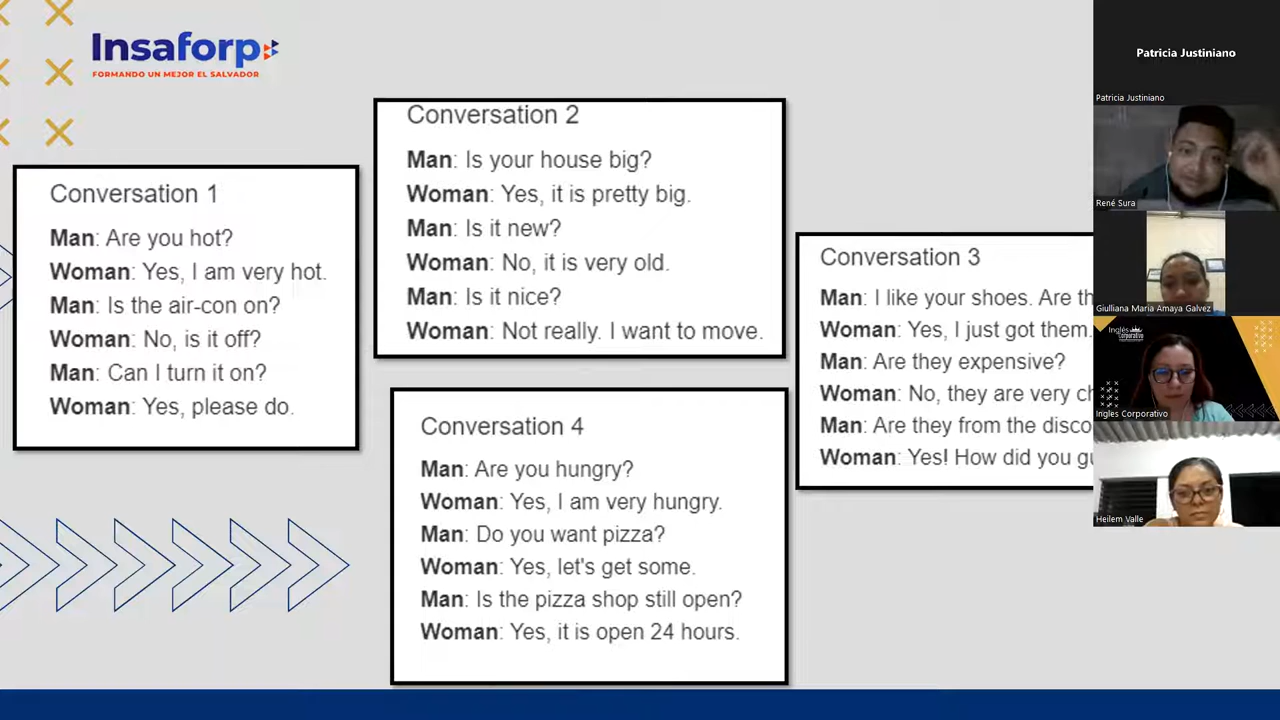 Insaforp
FORMANDO UN MEJOR EL SALVADOR
Conversation 1
Man: Are you hot?
Woman: Yes, I am very hot.
Man: Is the air-con on?
Woman: No, is it off?
Man: Can I turn it on?
Woman: Yes, please do.
Conversation 2
Man: Is your house big?
Woman: Yes, it is pretty big.
Man: Is it new?
Woman: No, it is very old.
Man: Is it nice?
Woman: Not really. I want to move.
Conversation 4
Man: Are you hungry?
Woman: Yes, I am very hungry.
Man: Do you want pizza?
Woman: Yes, let's get some.
Man: Is the pizza shop still open?
Woman: Yes, it is open 24 hours.
Conversation 3
Man: I like your shoes. Are
Woman: Yes, I just got them.
Man: Are they expensive?
Woman: No, they are very
Man: Are they from the
Woman: Yes! How did you
Patricia Justiniano
Patricia Justiniano
René Sura
Giulliana Maria Amaya Galvez
Inglés
Corporativo
Ingles Corporativo
Heilem Valle